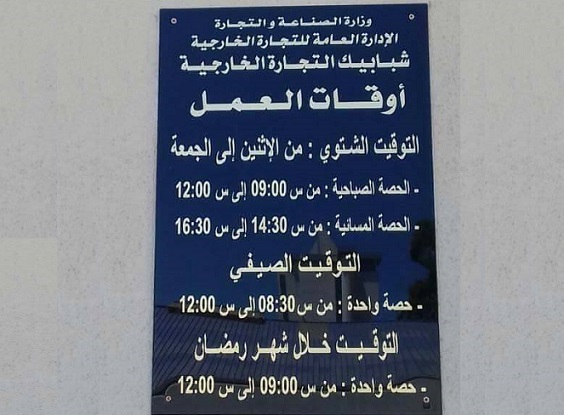 وزارة الصناعة و التجارة
الإدارة العامة للتجارة الخارجية
شبابيك التجارة الخارجية
أوقات العمل
التوقيت الشتوي : من الإثنين إلى الجمعة
- الحصة الصباحية : من س 09:00 إلى س 12:00
- الحصة المسائية : من س 14:30 إلى س 16:30
التوقيت الصيفي
- حصة واحدة : من س 08:30 إلى س 12:00
التوقيت خلال شهر رمضان
- حصة واحدة : من س 09:00 إلى س 12:00